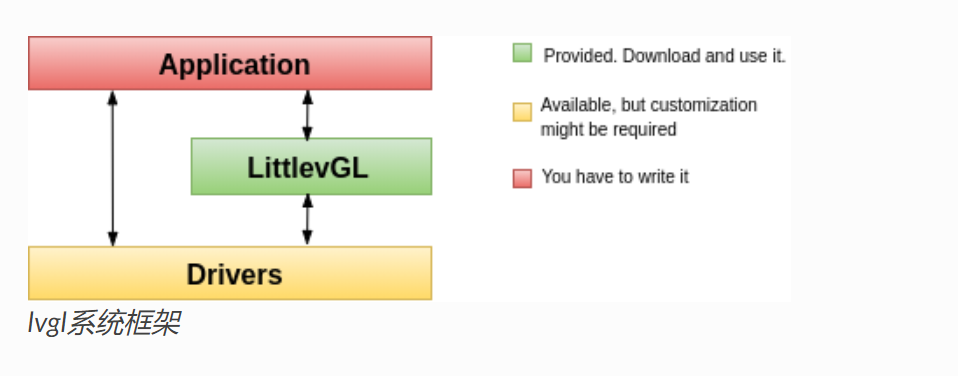 Application
LittlevGL
Drivers
Provided. Download and use it.
Available, but customization
might be required
You have to write it
lvgl系统框架